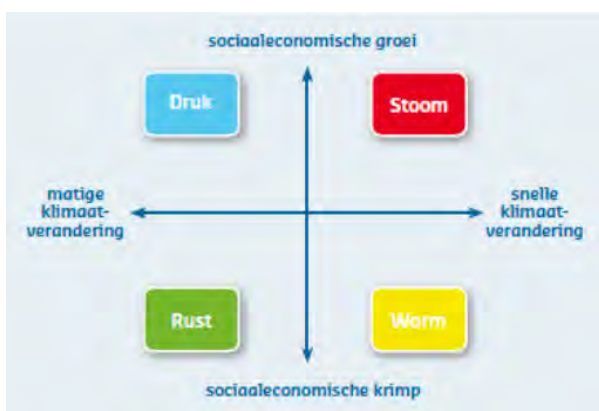 sociaaleconomische groei
Druk
Stoom
matige
klimaat-
verandering
snelle
klimaat-
verandering
Rust
Warm
sociaaleconomische krimp